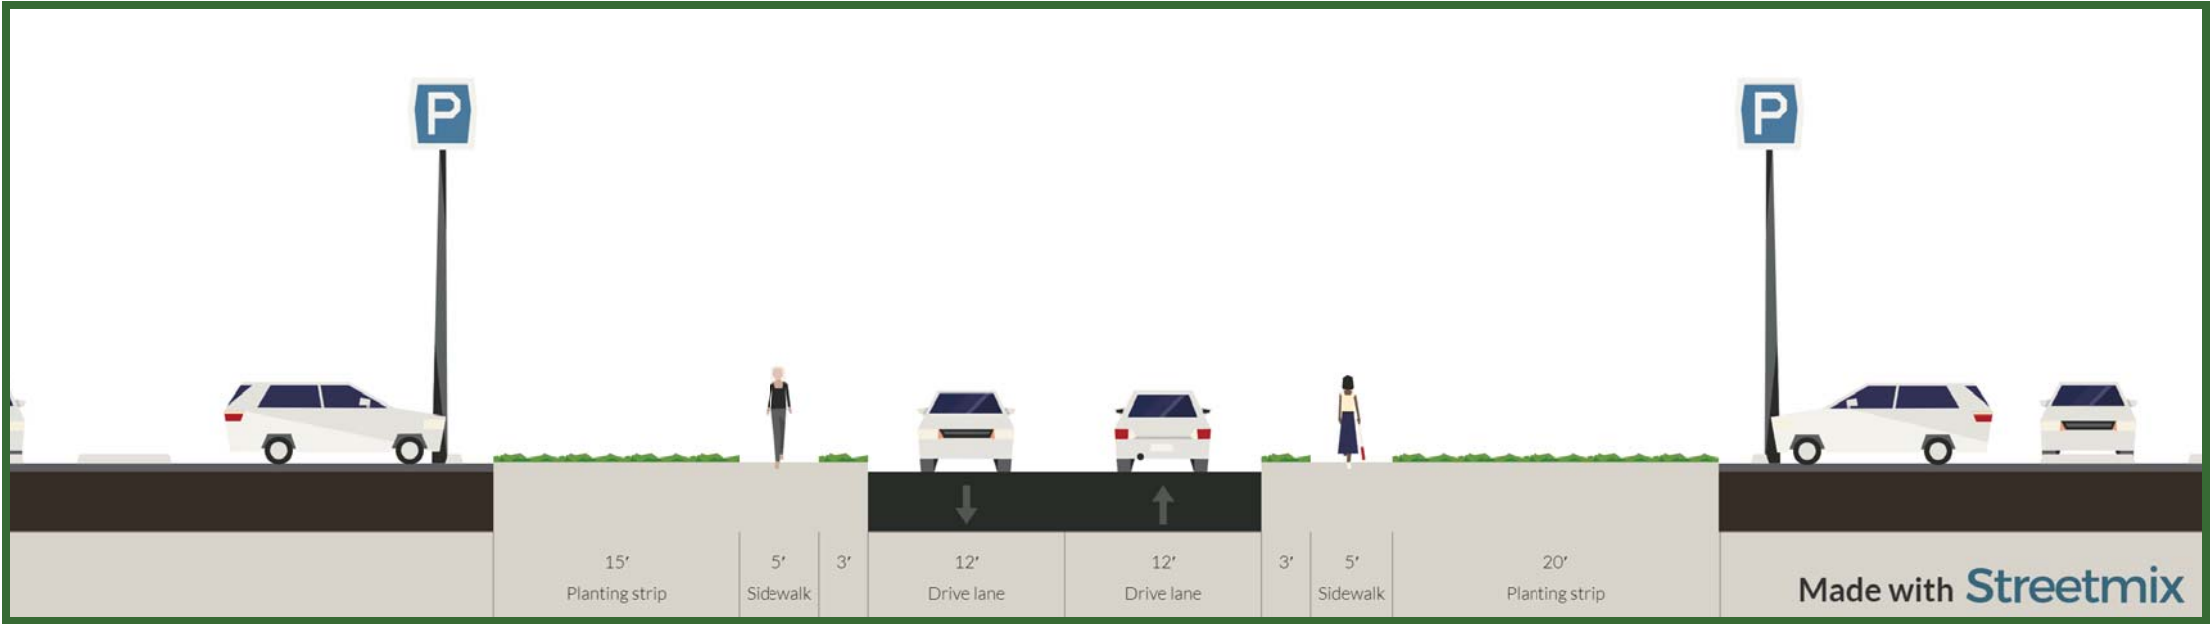 P
P
15′ 5′ 3′ 12′ 12′ 3′ 5′ 20′
Planting strip Sidewalk Drive lane Drive lane Sidewalk Planting strip
Made with Streetmix